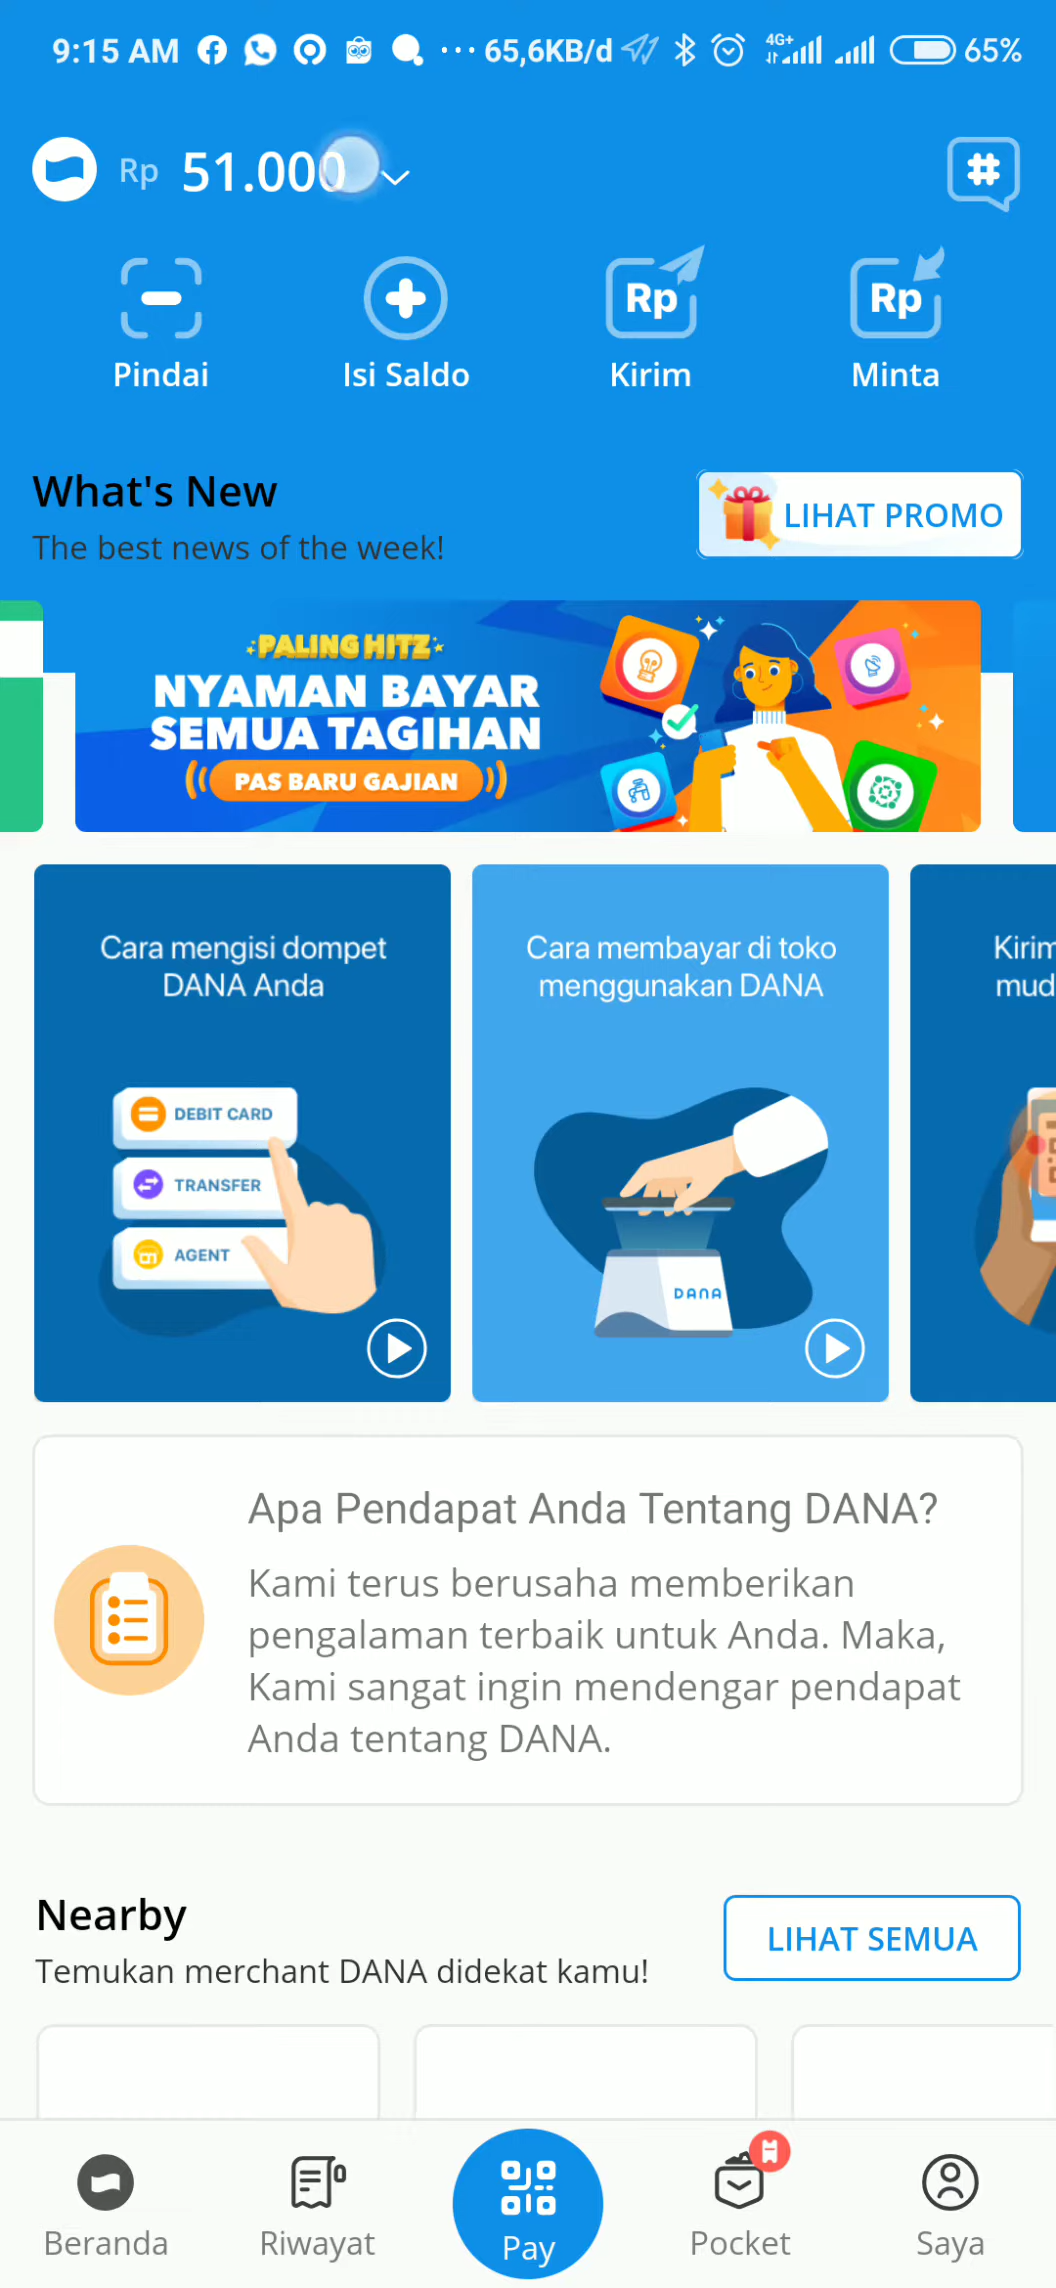 9:15 AM
65,6KB/d
4G+
65%
Rp 51.000
#
Pindai
Isi Saldo
Rp
Kirim
Rp
Minta
What's New
The best news of the week!
LIHAT PROMO
PALING HITZ
NYAMAN BAYAR
SEMUA TAGIHAN
PAS BARU GAJIAN
Cara mengisi dompet
DANA Anda
DEBIT CARD
TRANSFER
AGENT
Cara membayar di toko
menggunakan DANA
DANA
Apa Pendapat Anda Tentang DANA?
Kami terus berusaha memberikan
pengalaman terbaik untuk Anda. Maka,
Kami sangat ingin mendengar pendapat
Anda tentang DANA.
Nearby
Temukan merchant DANA didekat kamu!
LIHAT SEMUA
Beranda
Riwayat
Pay
Pocket
Saya